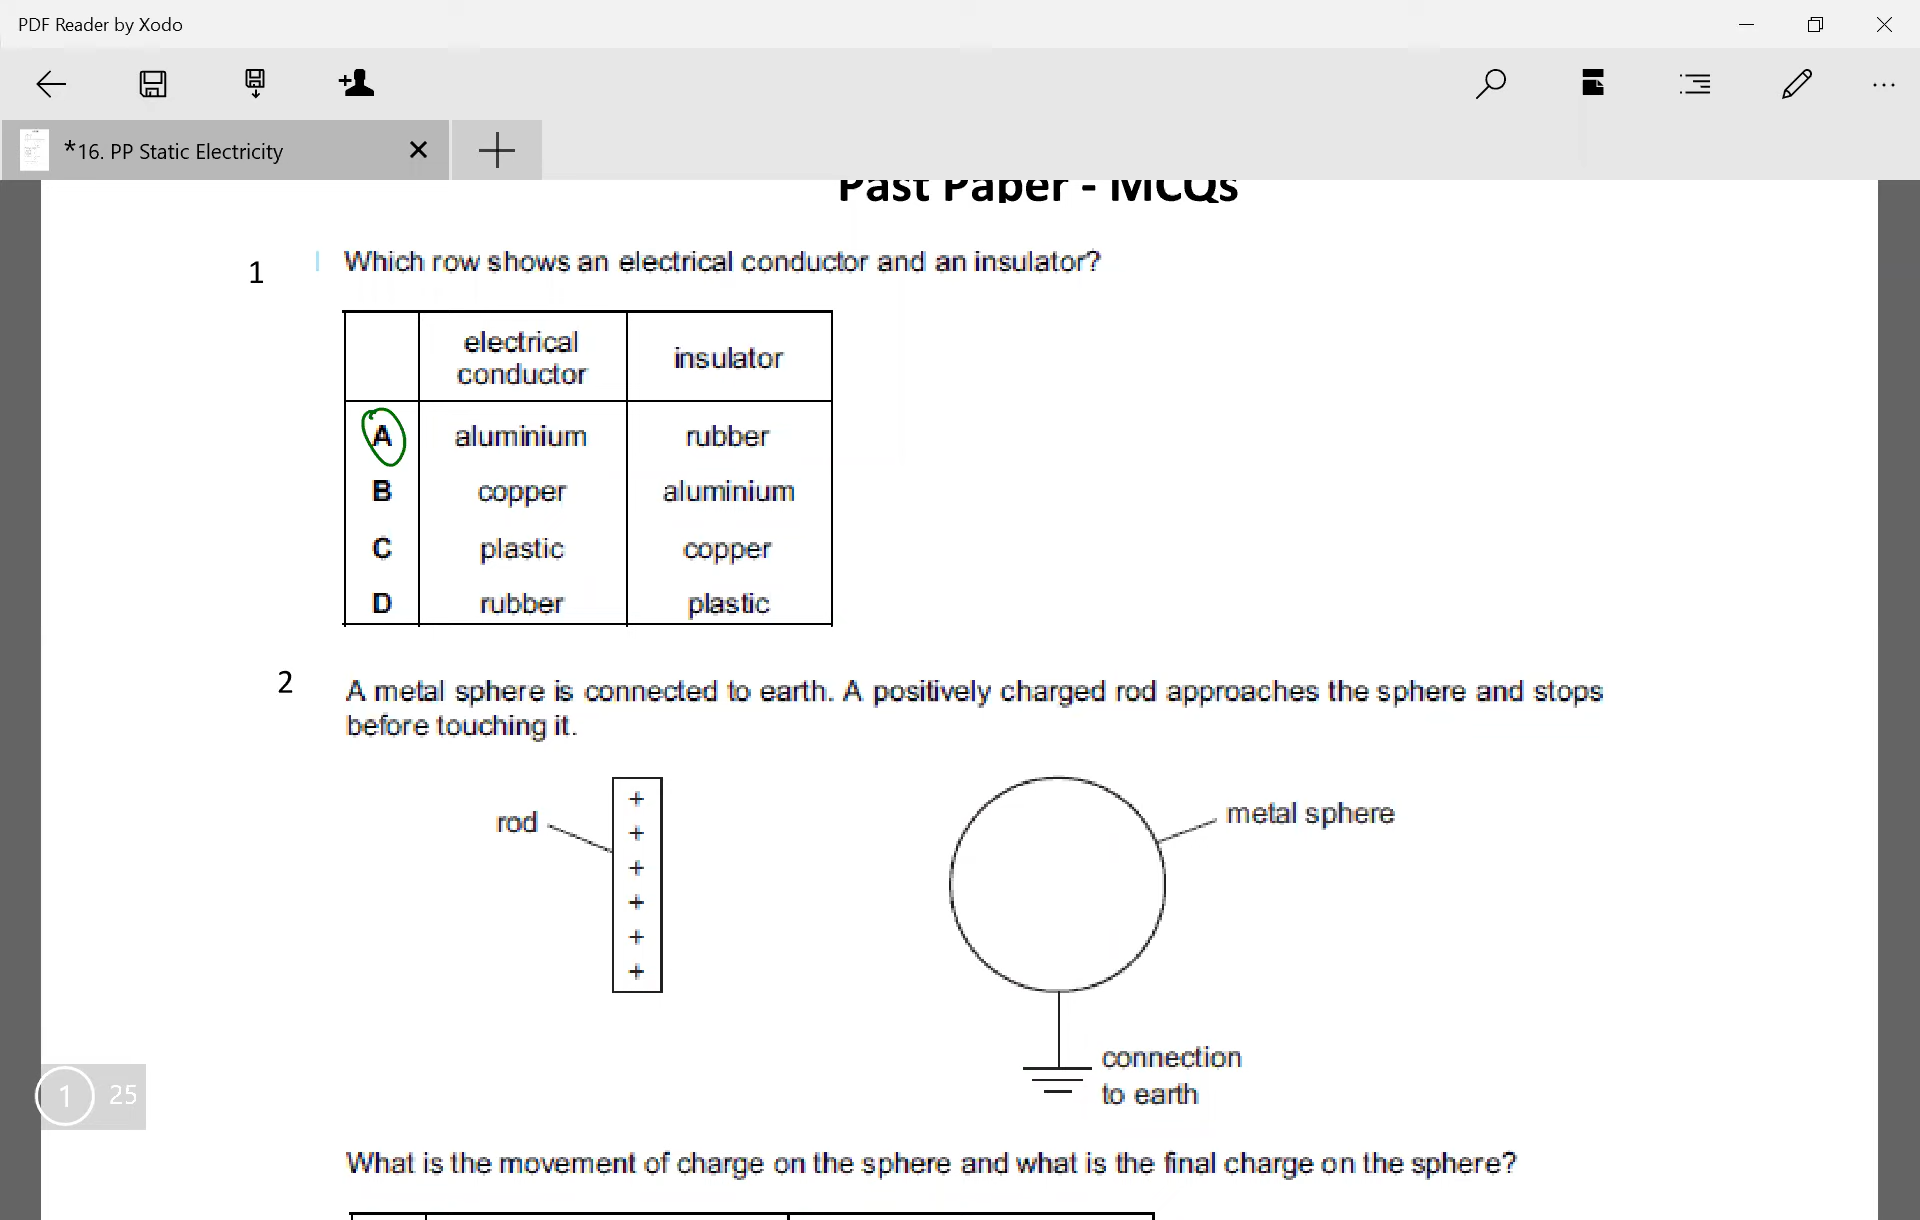 PDF Reader by Xodo
*16. PP Static Electricity
Past Paper - MCQs
1 Which row shows an electrical conductor and an insulator?
electrical conductor insulator
A aluminium rubber
B copper aluminium
C plastic copper
D rubber plastic
2 A metal sphere is connected to earth. A positively charged rod approaches the sphere and stops
before touching it.
rod
+
+
+
+
+
+
metal sphere
connection
to earth
1 25
What is the movement of charge on the sphere and what is the final charge on the sphere?